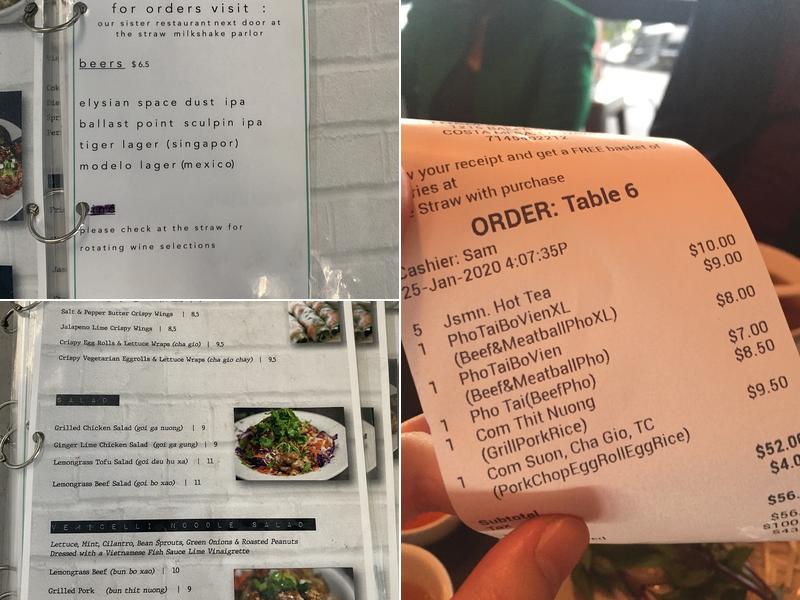 for orders visit :
our sister restaurant next door at
the straw milkshake parlor
beers $6.5
elysian space dust ipa
ballast point sculpin ipa
tiger lager (singapor)
modelo lager (mexico)
please check at the straw for
rotating wine selections
Salt & Pepper Butter Crispy Wings | 8.5
Jalapeno Lime Crispy Wings | 8.5
Crispy Egg Rolls & Lettuce Wraps (cha gio) | 9.5
Crispy Vegetarian Eggrolls & Lettuce Wraps (cha gio chay) | 9.5
SALAD
Grilled Chicken Salad (goi ga nuong) | 9
Ginger Lime Chicken Salad (goi ga gung) | 9
Lemongrass Tofu Salad (goi dau hu xa) | 11
Lemongrass Beef Salad (goi bo xao) | 11
VEMICELLI NOODLE SALAD
Lettuce, Mint, Cilantro, Bean Sprouts, Green Onions & Roasted Peanuts
Dressed with a Vietnamese Fish Sauce Lime Vinaigrette
Lemongrass Beef (bun bo xao) | 10
Grilled Pork (bun thit nuong) | 9
COSTA
your receipt and get a FREE basket of
at
Straw with purchase
ORDER: Table 6
Cashier: Sam
25-Jan-2020 4:07:35P
5 Jsmn. Hot Tea $10.00
1 PhoTaiBoVienXL $9.00
(Beef&MeatballPhoXL)
1 PhoTaiBoVien $8.00
(Beef&MeatballPho)
1 Pho Tai(BeefPho) $7.00
1 Com Thit Nuong $8.50
(GrillPorkRice)
1 Com Suon, Cha Gio, TC $9.50
(PorkChopEggRollEggRice)
Subtotal $52.00